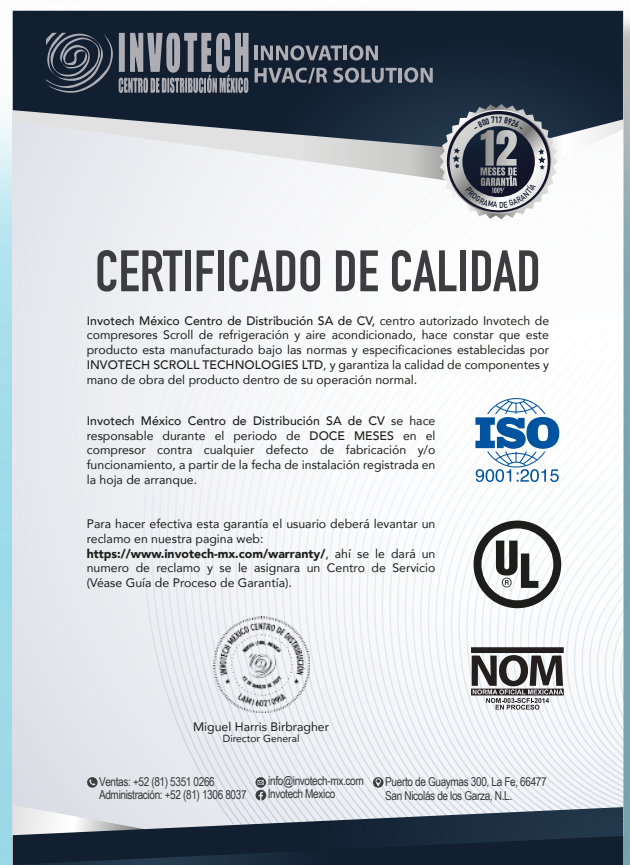 INVOTECH
CENTRO DE DISTRIBUCIÓN MÉXICO
INNOVATION
HVAC/R SOLUTION
- 800 717 8926 -
12
MESES DE
GARANTÍA
100%
PROGRAMA DE GARANTÍA
CERTIFICADO DE CALIDAD
Invotech México Centro de Distribución SA de CV, centro autorizado Invotech de
compresores Scroll de refrigeración y aire acondicionado, hace constar que este
producto esta manufacturado bajo las normas y especificaciones establecidas por
INVOTECH SCROLL TECHNOLOGIES LTD, y garantiza la calidad de componentes y
mano de obra del producto dentro de su operación normal.
Invotech México Centro de Distribución SA de CV se hace
responsable durante el periodo de DOCE MESES en el
compresor contra cualquier defecto de fabricación y/o
funcionamiento, a partir de la fecha de instalación registrada en
la hoja de arranque.
ISO
9001:2015
Para hacer efectiva esta garantía el usuario deberá levantar un
reclamo en nuestra pagina web:
https://www.invotech-mx.com/warranty/, ahí se le dará un
numero de reclamo y se le asignara un Centro de Servicio
(Véase Guía de Proceso de Garantía).
UL
®
INVOTECH MEXICO CENTRO DE DISTRIBUCIÓN
Miguel Harris Birbragher
Director General
NOM
NORMA OFICIAL MEXICANA
NOM-003-SCFI-2014
EN PROCESO
Ventas: +52 (81) 5351 0266
Administración: +52 (81) 1306 8037
info@invotech-mx.com
Invotech Mexico
Puerto de Guaymas 300, La Fe, 66477
San Nicolás de los Garza, N.L.